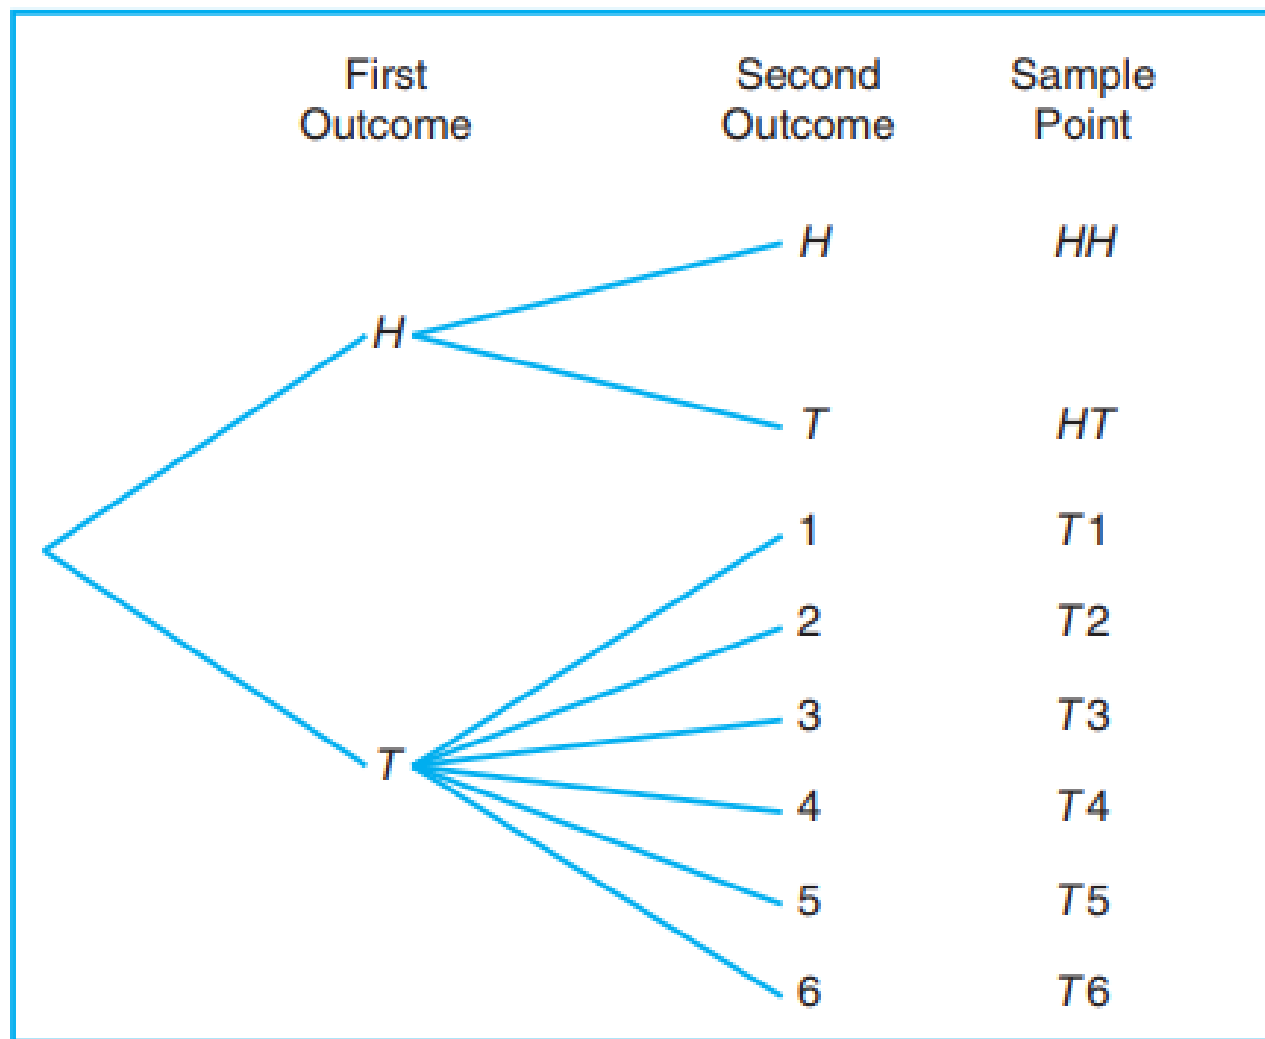 First Outcome
Second Outcome
Sample Point
H
HH
H
T
HT
1
T1
2
T2
3
T3
T
4
T4
5
T5
6
T6